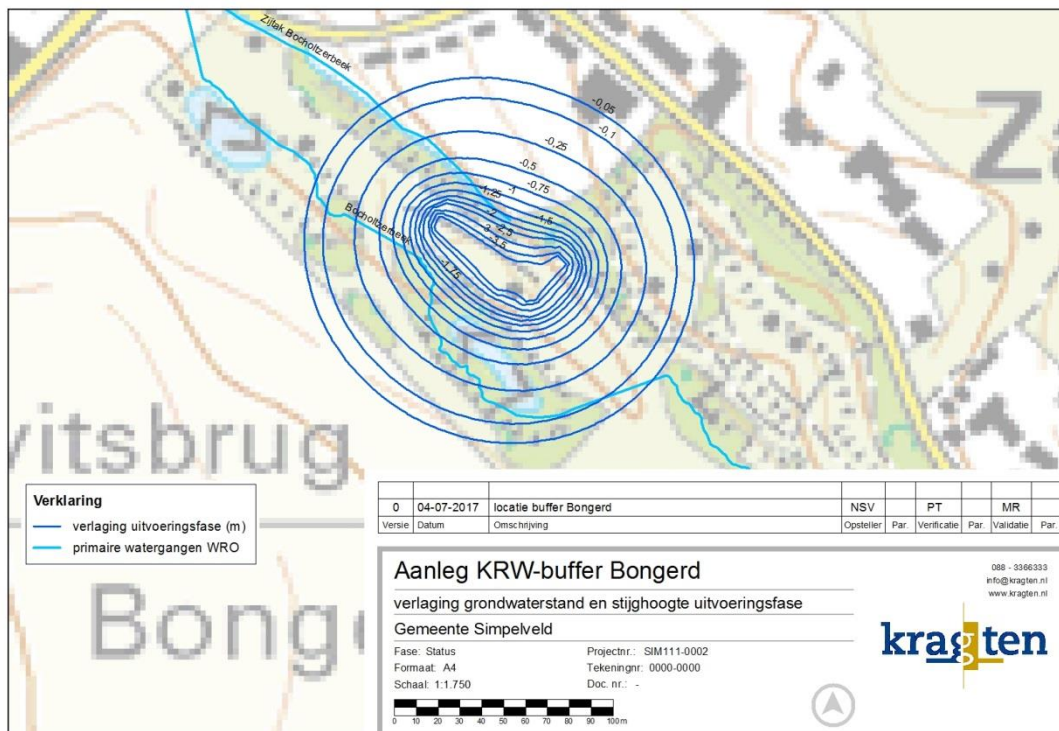 Zijtak Bocholtzerbeek
-0,05
-0,1
-0,25
-0,5
-0,75
-1
-1,25
-1,5
-2
-2,5
-3
-3,5
-1,75
Bocholtzerbeek
Z
vitsbrug
Bong
Verklaring
verlaging uitvoeringsfase (m)
primaire watergangen WRO
0 04-07-2017 locatie buffer Bongerd NSV PT MR
Versie Datum Omschrijving Opsteller Par. Verificatie Par. Validatie Par.
Aanleg KRW-buffer Bongerd
verlaging grondwaterstand en stijghoogte uitvoeringsfase
Gemeente Simpelveld
Fase: Status Projectnr.: SIM111-0002
Formaat: A4 Tekeningnr: 0000-0000
Schaal: 1:1.750 Doc. nr.: -
0 10 20 30 40 50 60 70 80 90 100m
088 - 3366333
info@kragten.nl
www.kragten.nl
kragten